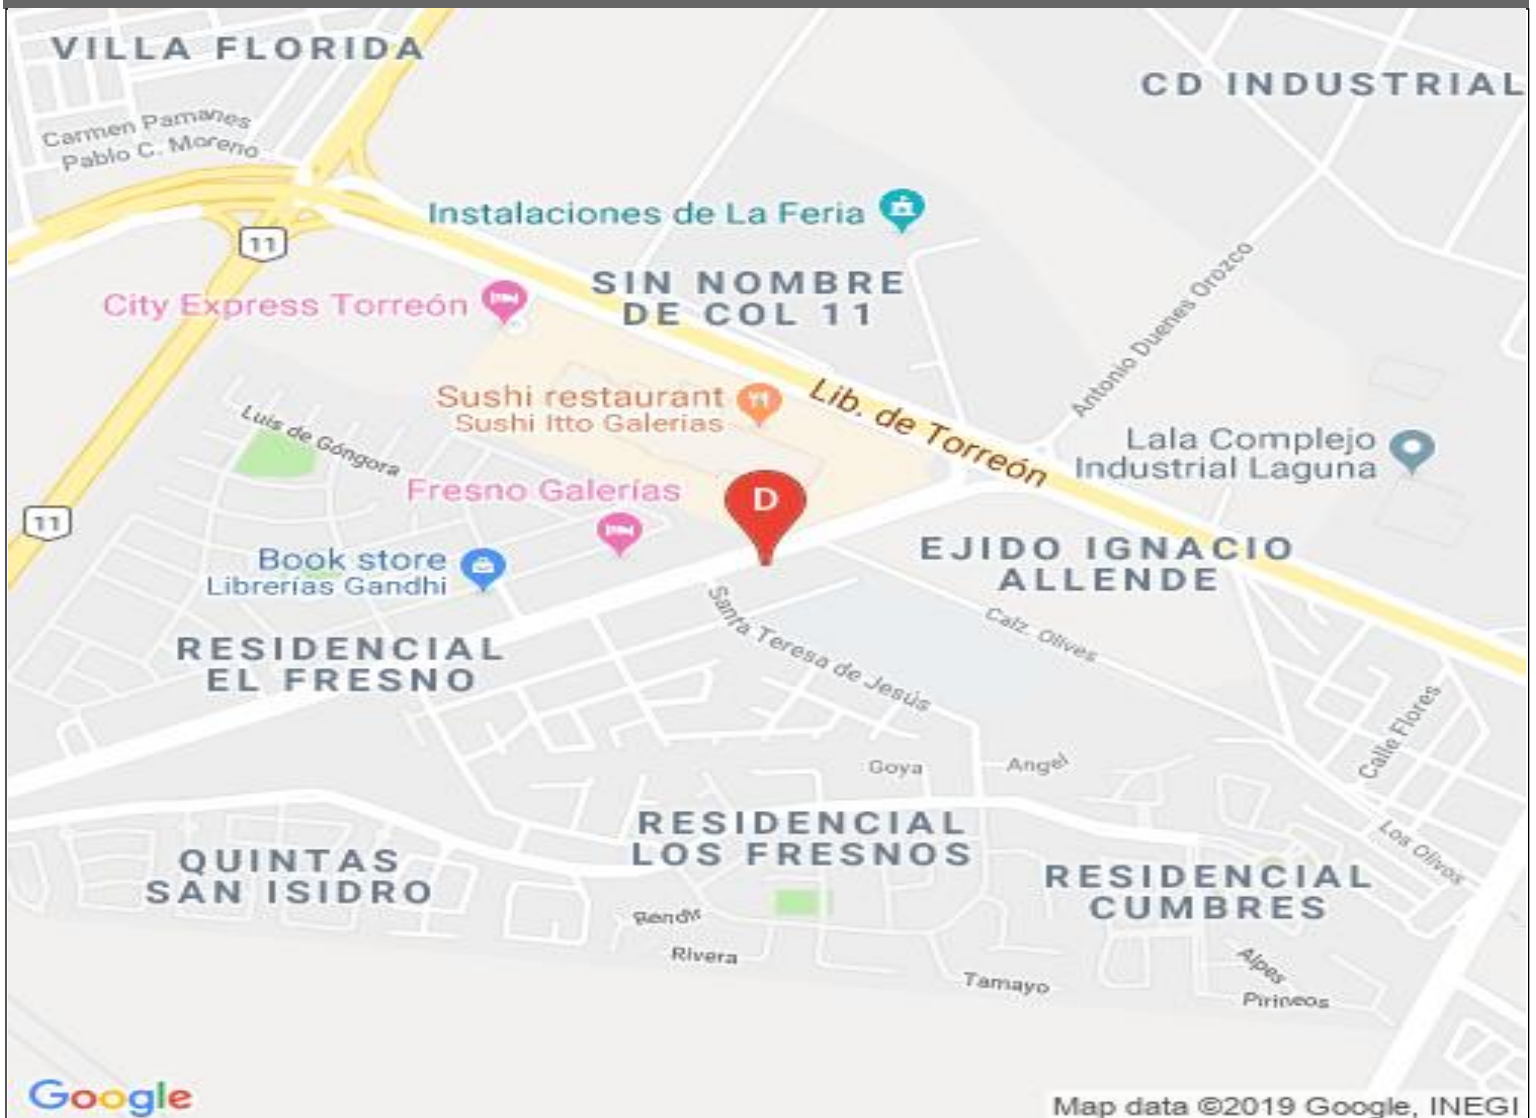 VILLA FLORIDA
CD INDUSTRIAL
Carmen Pamanes
Pablo C. Moreno
Instalaciones de La Feria
11
SIN NOMBRE
DE COL 11
City Express Torreón
Antonio Duenes Orozco
Sushi restaurant
Sushi Itto Galerias
Lib. de Torreón
Luis de Góngora
Lala Complejo
Industrial Laguna
Fresno Galerías
D
11
EJIDO IGNACIO
ALLENDE
Book store
Librerías Gandhi
Santa Teresa de Jesús
Calz. Olives
RESIDENCIAL
EL FRESNO
Calle Flores
Goya
Angel
RESIDENCIAL
LOS FRESNOS
Los Olivos
QUINTAS
SAN ISIDRO
RESIDENCIAL
CUMBRES
Rivera
Alpes
Tamayo
Pirineos
Google
Map data ©2019 Google, INEGI